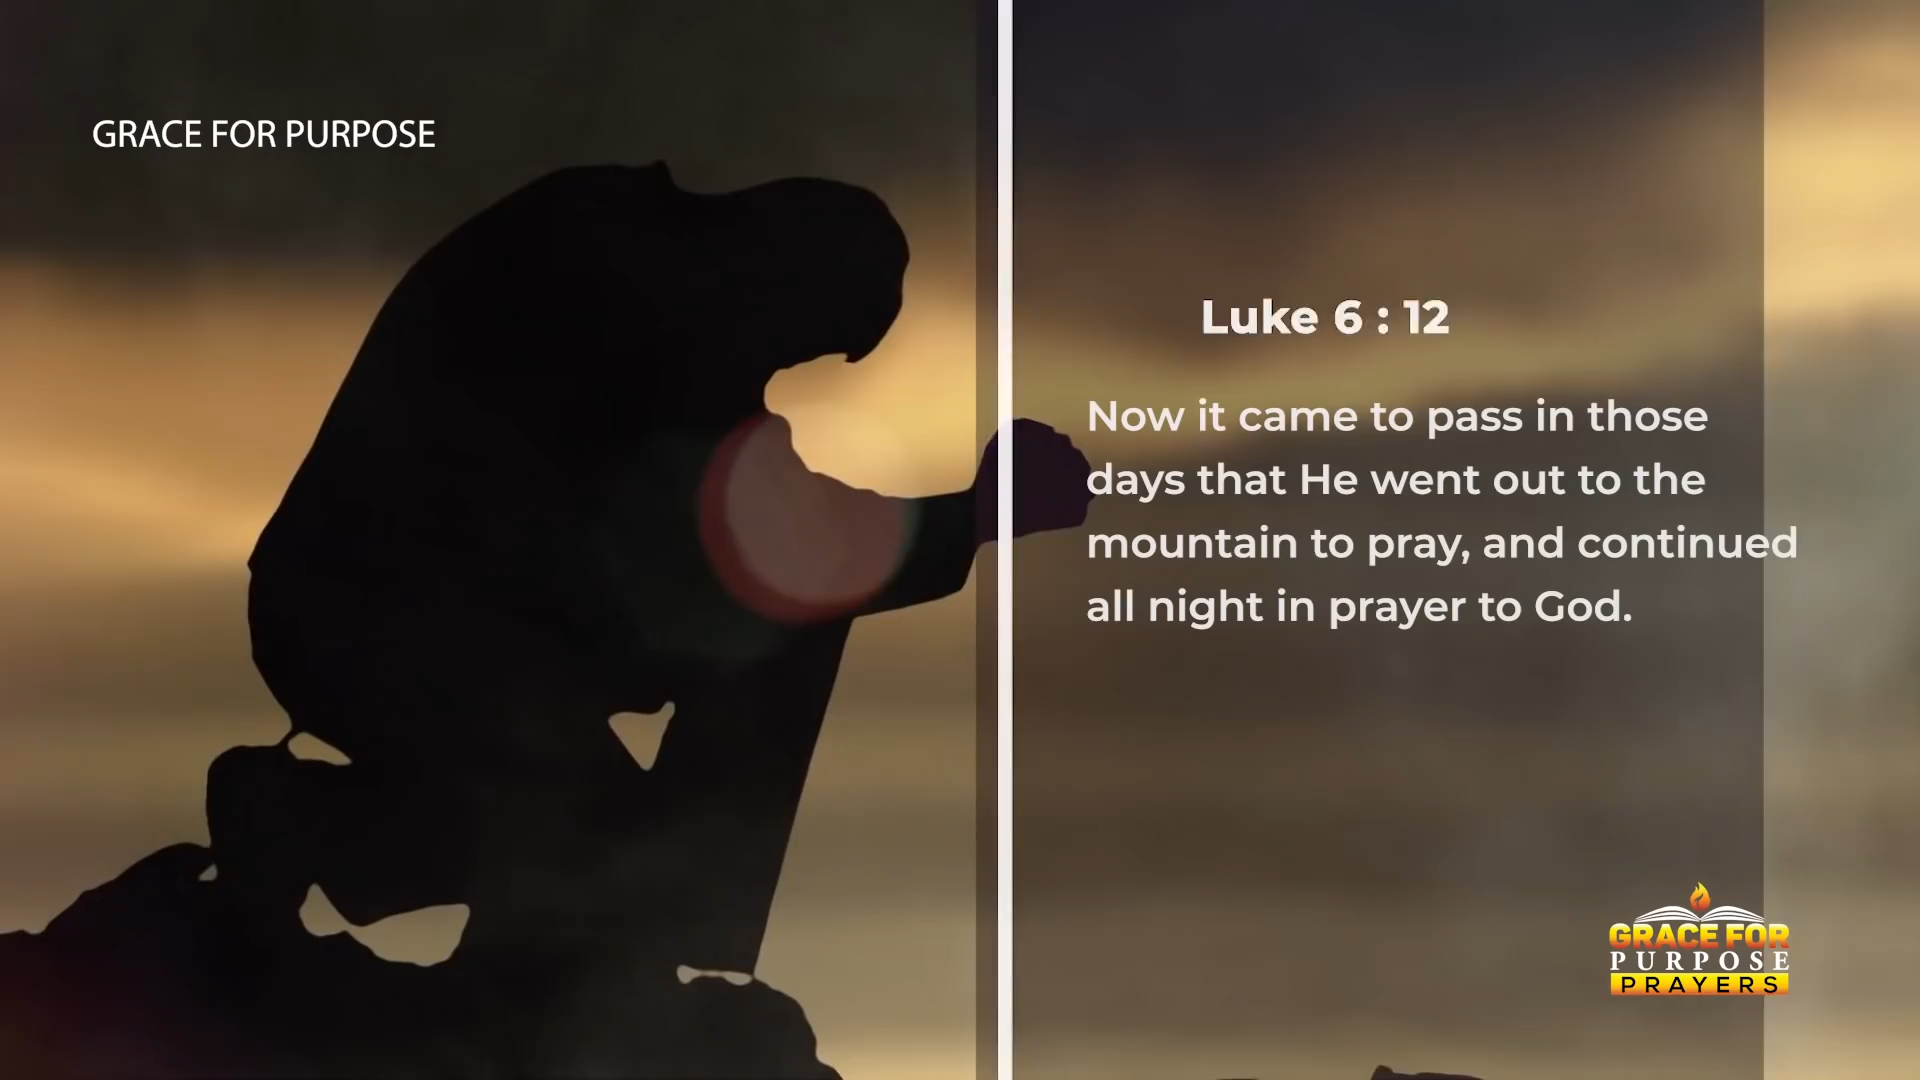 GRACE FOR PURPOSE
Luke 6 : 12
Now it came to pass in those
days that He went out to the
mountain to pray, and continued
all night in prayer to God.
GRACE FOR
PURPOSE
PRAYERS